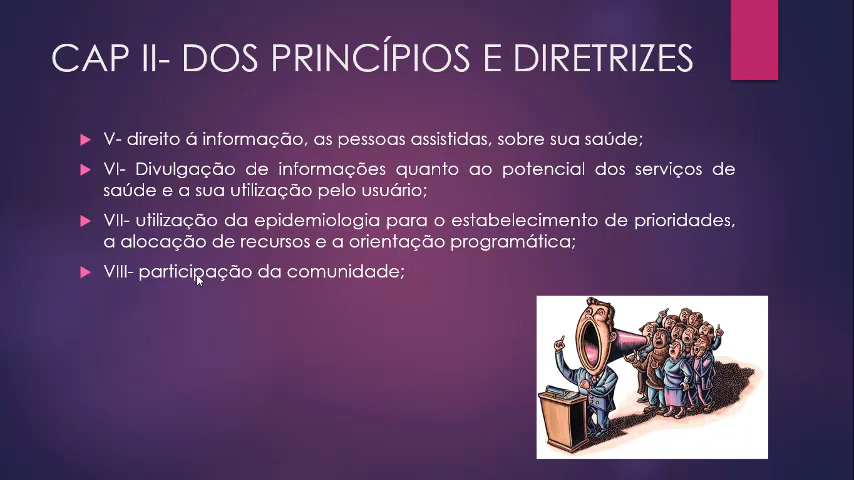 CAP II- DOS PRINCÍPIOS E DIRETRIZES
V- direito á informação, as pessoas assistidas, sobre sua saúde;
VI- Divulgação de informações quanto ao potencial dos serviços de
saúde e a sua utilização pelo usuário;
VII- utilização da epidemiologia para o estabelecimento de prioridades,
a alocação de recursos e a orientação programática;
VIII- participação da comunidade;